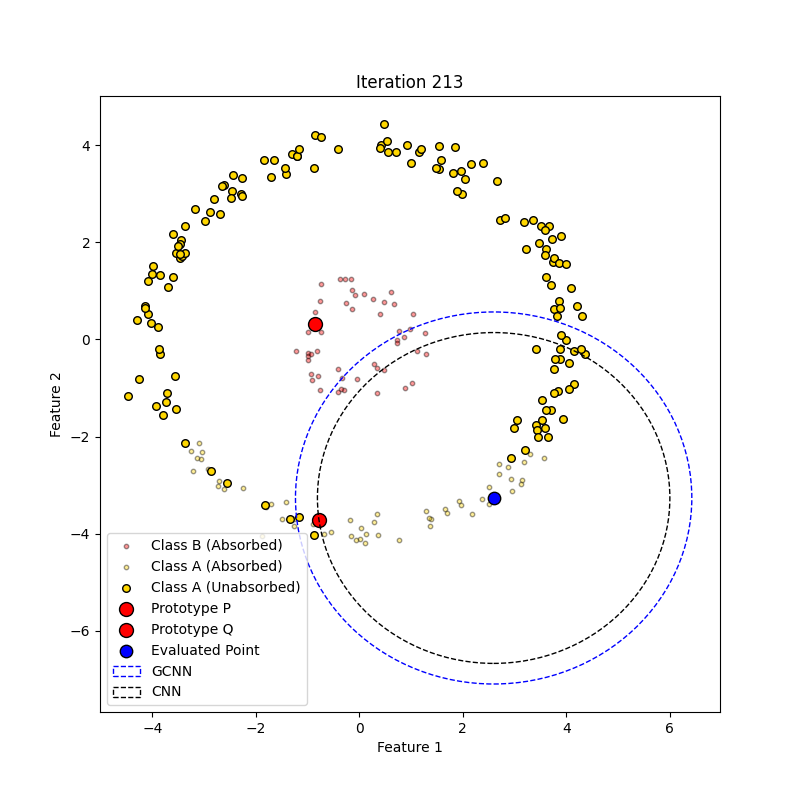 Iteration 213
4
2
0
−2
−4
−6
Feature 2
Class B (Absorbed)
Class A (Absorbed)
Class A (Unabsorbed)
Prototype P
Prototype Q
Evaluated Point
GCNN
CNN
−4 −2 0 2 4 6
Feature 1